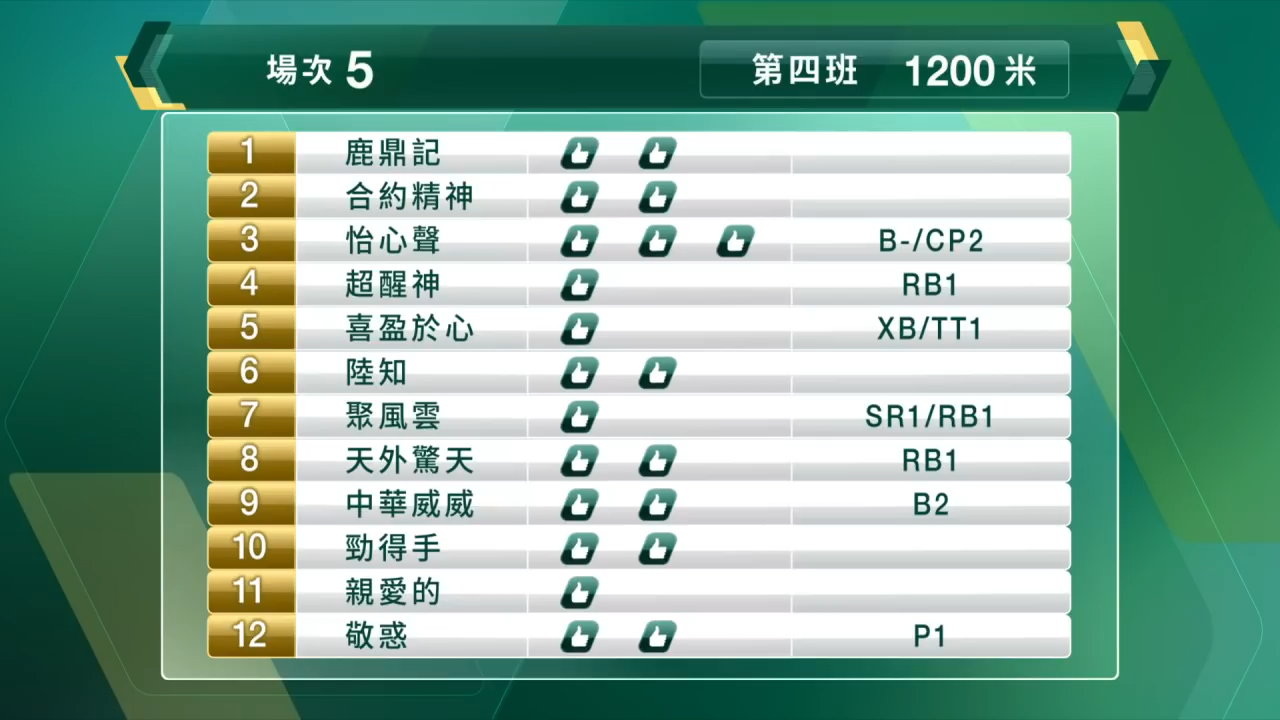 場次 5
第四班 1200 米
1 鹿鼎記
2 合約精神
3 怡心聲 B-/CP2
4 超醒神 RB1
5 喜盈於心 XB/TT1
6 陸知
7 聚風雲 SR1/RB1
8 天外驚天 RB1
9 中華威威 B2
10 勁得手
11 親愛的
12 敬惑 P1